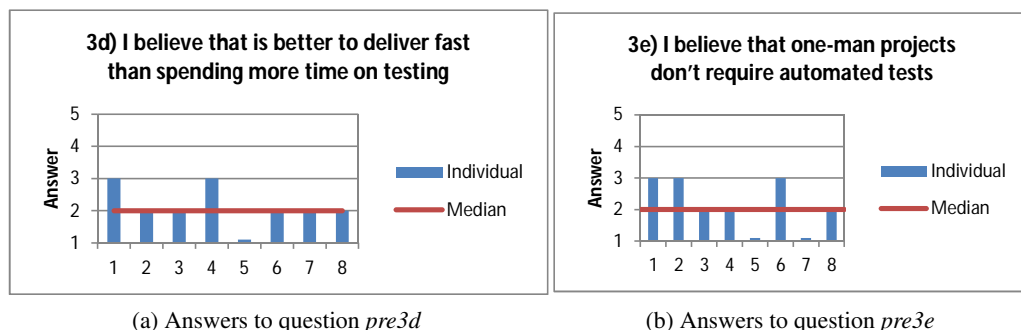 3d) I believe that is better to deliver fast
than spending more time on testing
5
4
3
2
1
Answer
1 2 3 4 5 6 7 8
Individual
Median
(a) Answers to question pre3d
3e) I believe that one-man projects
don't require automated tests
5
4
3
2
1
Answer
1 2 3 4 5 6 7 8
Individual
Median
(b) Answers to question pre3e